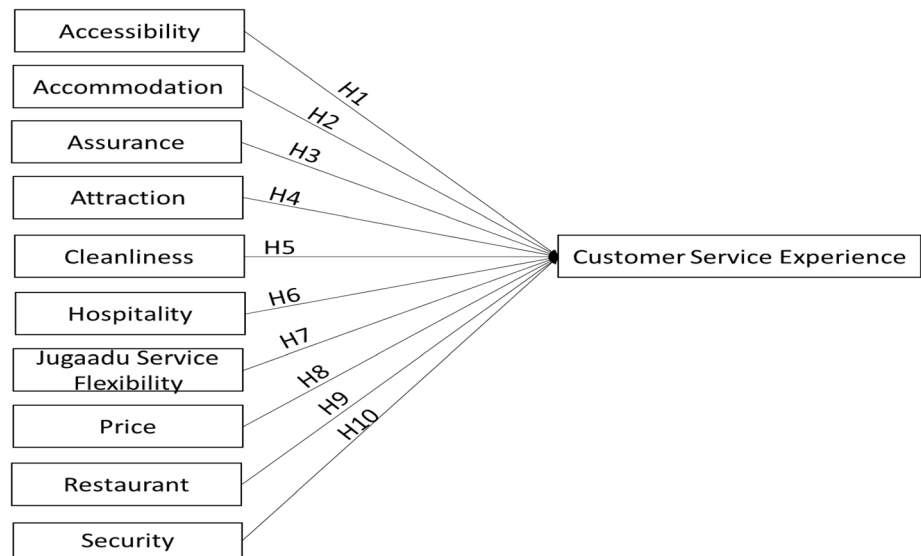 Accessibility
H1
Accommodation
H2
Assurance
H3
Attraction
H4
Cleanliness
H5
Customer Service Experience
Hospitality
H6
Jugaadu Service
Flexibility
H7
Price
H8
Restaurant
H9
Security
H10